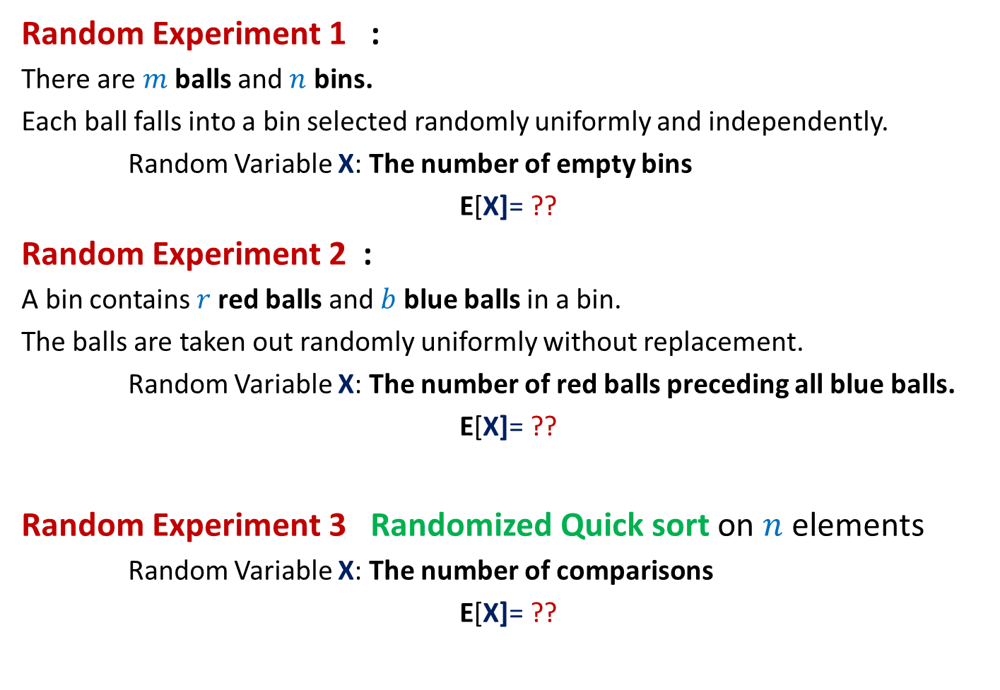 Random Experiment 1 :
There are m balls and n bins.
Each ball falls into a bin selected randomly uniformly and independently.
Random Variable X: The number of empty bins
E[X]= ??
Random Experiment 2 :
A bin contains r red balls and b blue balls in a bin.
The balls are taken out randomly uniformly without replacement.
Random Variable X: The number of red balls preceding all blue balls.
E[X]= ??
Random Experiment 3 Randomized Quick sort on n elements
Random Variable X: The number of comparisons
E[X]= ??